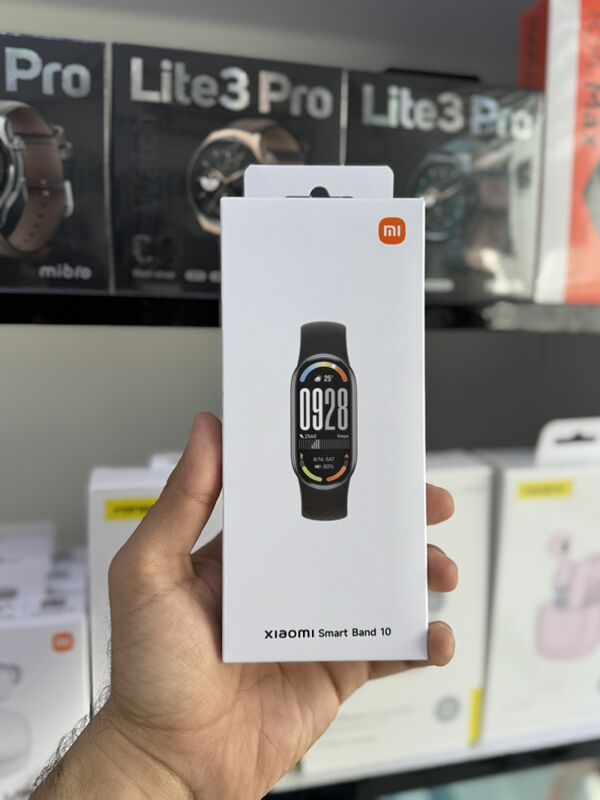 Pro
Lite3 Pro
Lite3 Pro
mibro
mi
25°
0928
2560 Steps
8/16 SAT
80%
xiaomi Smart Band 10
mi